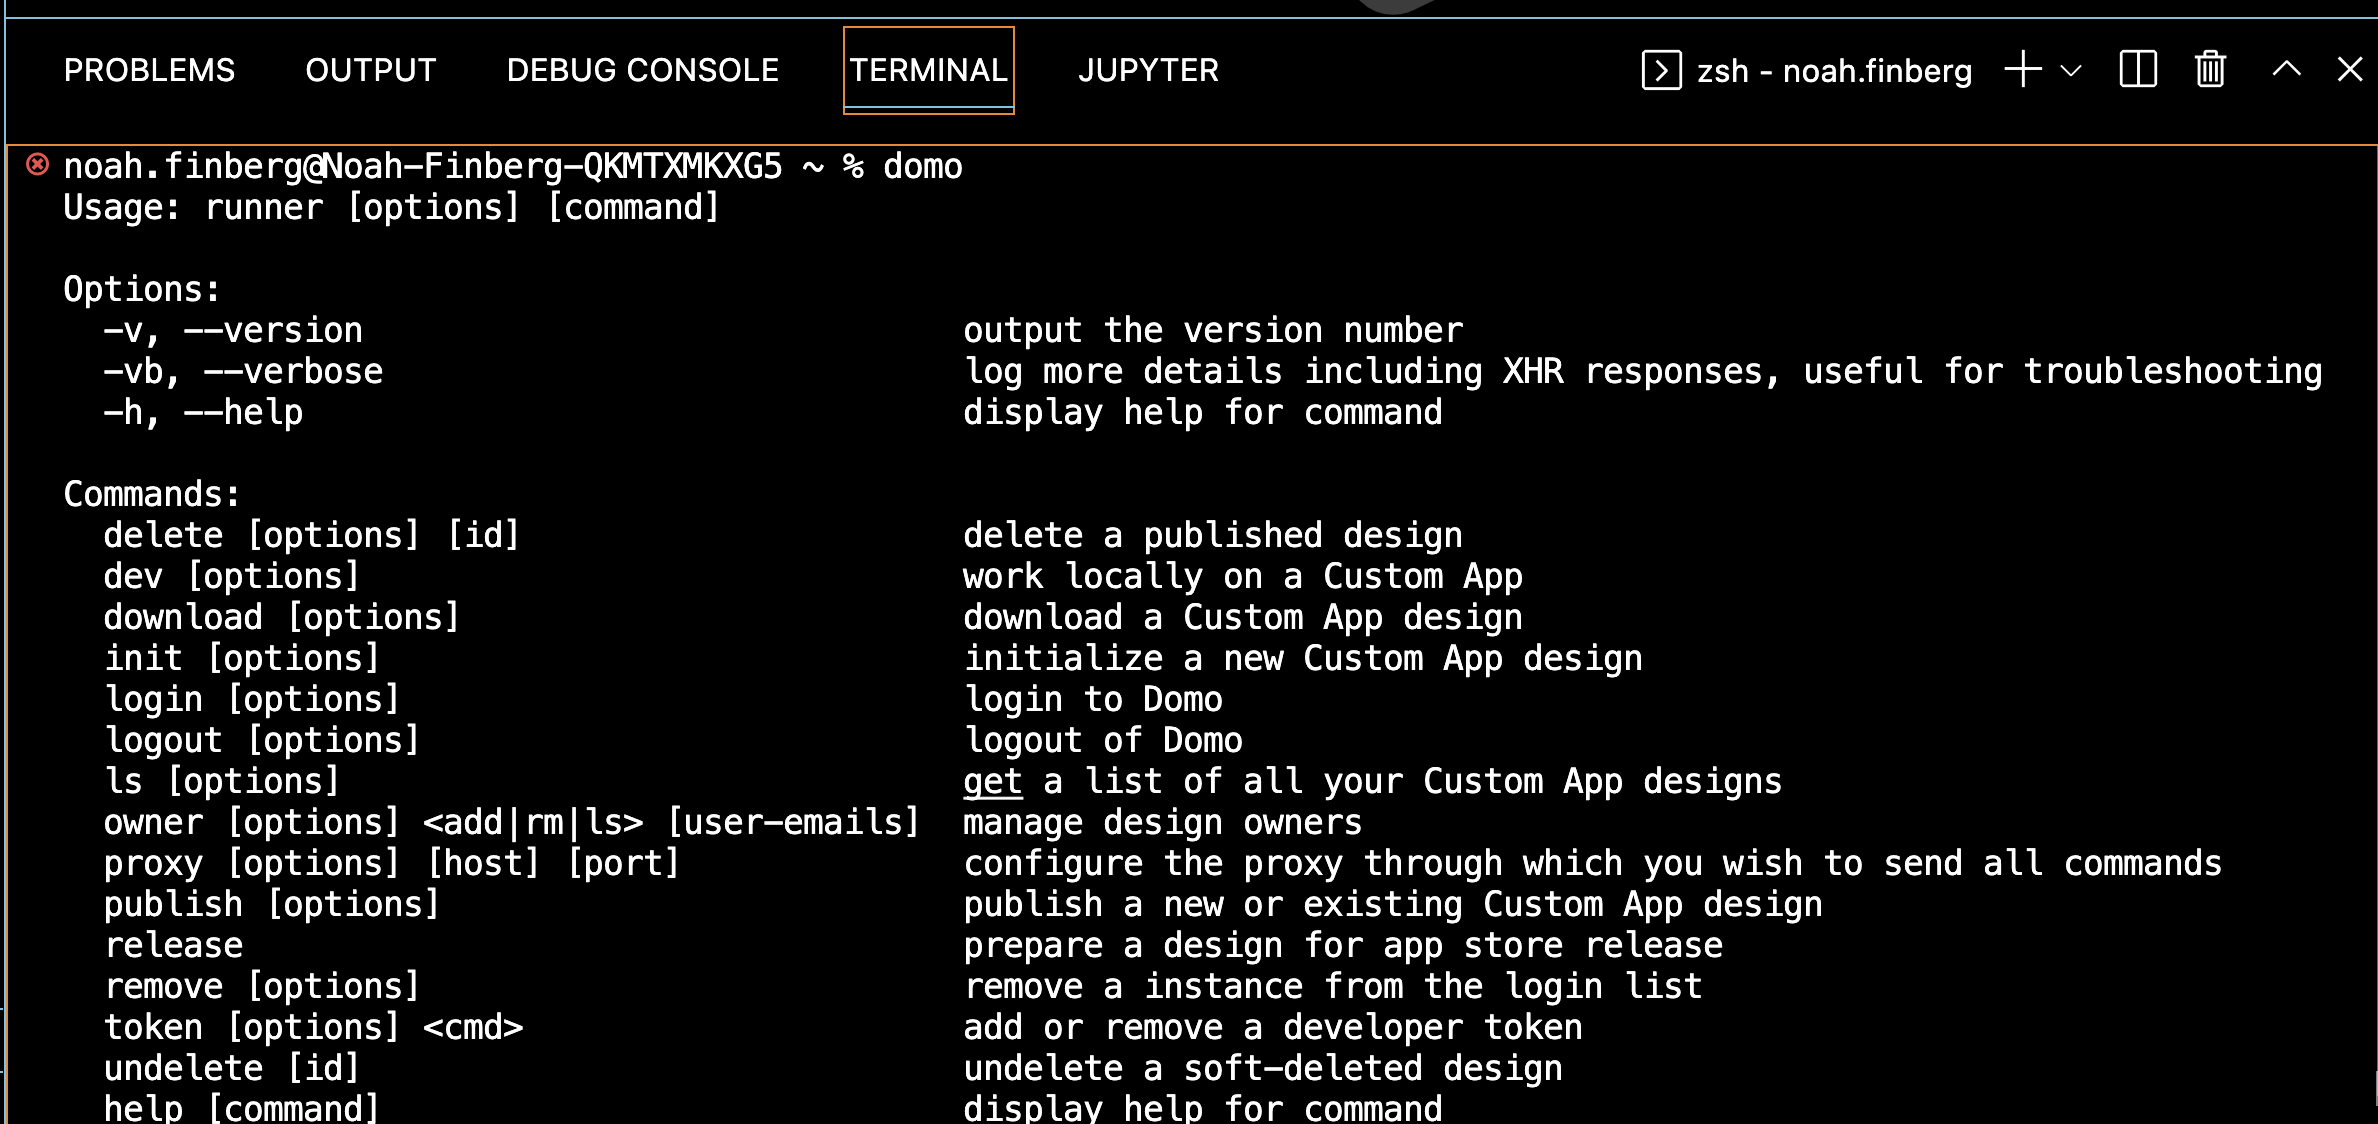 PROBLEMS OUTPUT DEBUG CONSOLE TERMINAL JUPYTER zsh - noah.finberg
noah.finberg@Noah-Finberg-QKMTXMKXG5 ~ % domo
Usage: runner [options] [command]
Options:
-v, --version output the version number
-vb, --verbose log more details including XHR responses, useful for troubleshooting
-h, --help display help for command
Commands:
delete [options] [id] delete a published design
dev [options] work locally on a Custom App
download [options] download a Custom App design
init [options] initialize a new Custom App design
login [options] login to Domo
logout [options] logout of Domo
ls [options] get a list of all your Custom App designs
owner [options] <add|rm|ls> [user-emails] manage design owners
proxy [options] [host] [port] configure the proxy through which you wish to send all commands
publish [options] publish a new or existing Custom App design
release prepare a design for app store release
remove [options] remove a instance from the login list
token [options] <cmd> add or remove a developer token
undelete [id] undelete a soft-deleted design
help [command] display help for command